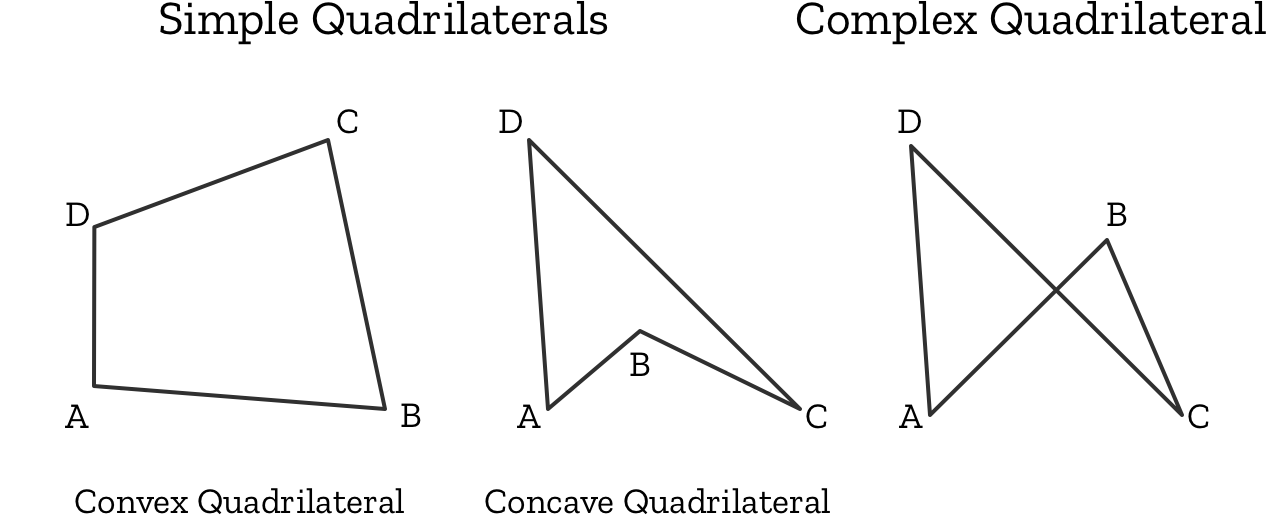 Simple Quadrilaterals
Complex Quadrilateral
C
D
A
B
D
B
A
C
D
B
A
C
Convex Quadrilateral
Concave Quadrilateral